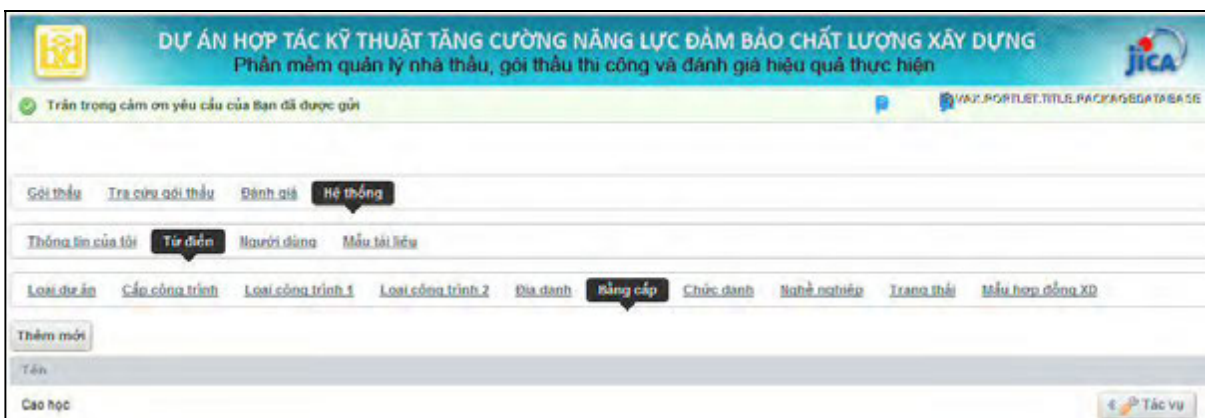 DỰ ÁN HỢP TÁC KỸ THUẬT TĂNG CƯỜNG NĂNG LỰC ĐẢM BẢO CHẤT LƯỢNG XÂY DỰNG
Phần mềm quản lý nhà thầu, gói thầu thi công và đánh giá hiệu quả thực hiện
jICA
Trân trọng cảm ơn yêu cầu của Bạn đã được gửi
VAX.PORTLET.TITLE.PACKAGEDATABASE
Gói thầu Tra cứu gói thầu Đánh giá Hệ thống
Thông tin của tôi Từ điển Người dùng Mẫu tài liệu
Loại dự án Cấp công trình Loại công trình 1 Loại công trình 2 Địa danh Bằng cấp Chức danh Nghề nghiệp Trạng thái Mẫu hợp đồng XD
Thêm mới
Tên
Cao học Tác vụ